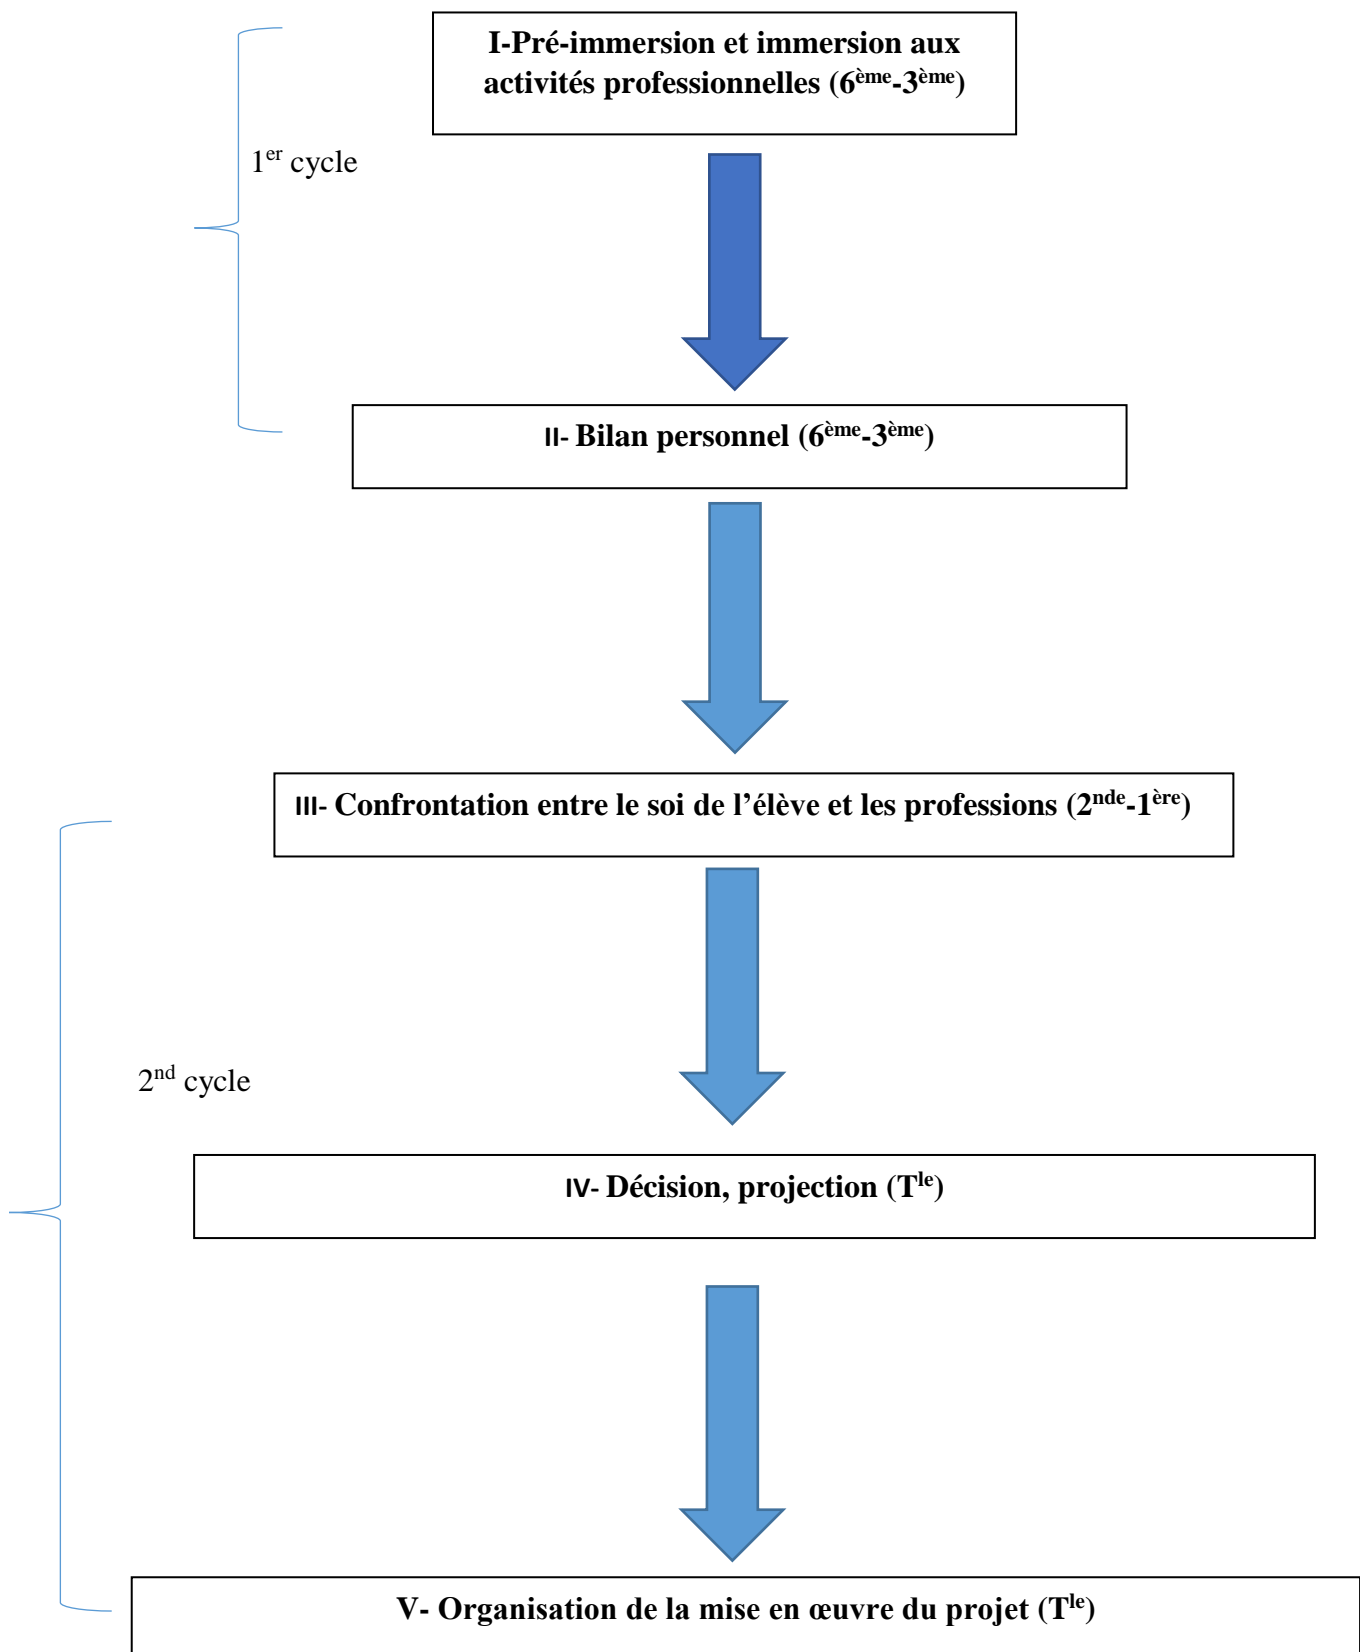 I-Pré-immersion et immersion aux
activités professionnelles (6ème-3ème)
1er cycle
II- Bilan personnel (6ème-3ème)
III- Confrontation entre le soi de l’élève et les professions (2nde-1ère)
2nd cycle
IV- Décision, projection (Tle)
V- Organisation de la mise en œuvre du projet (Tle)